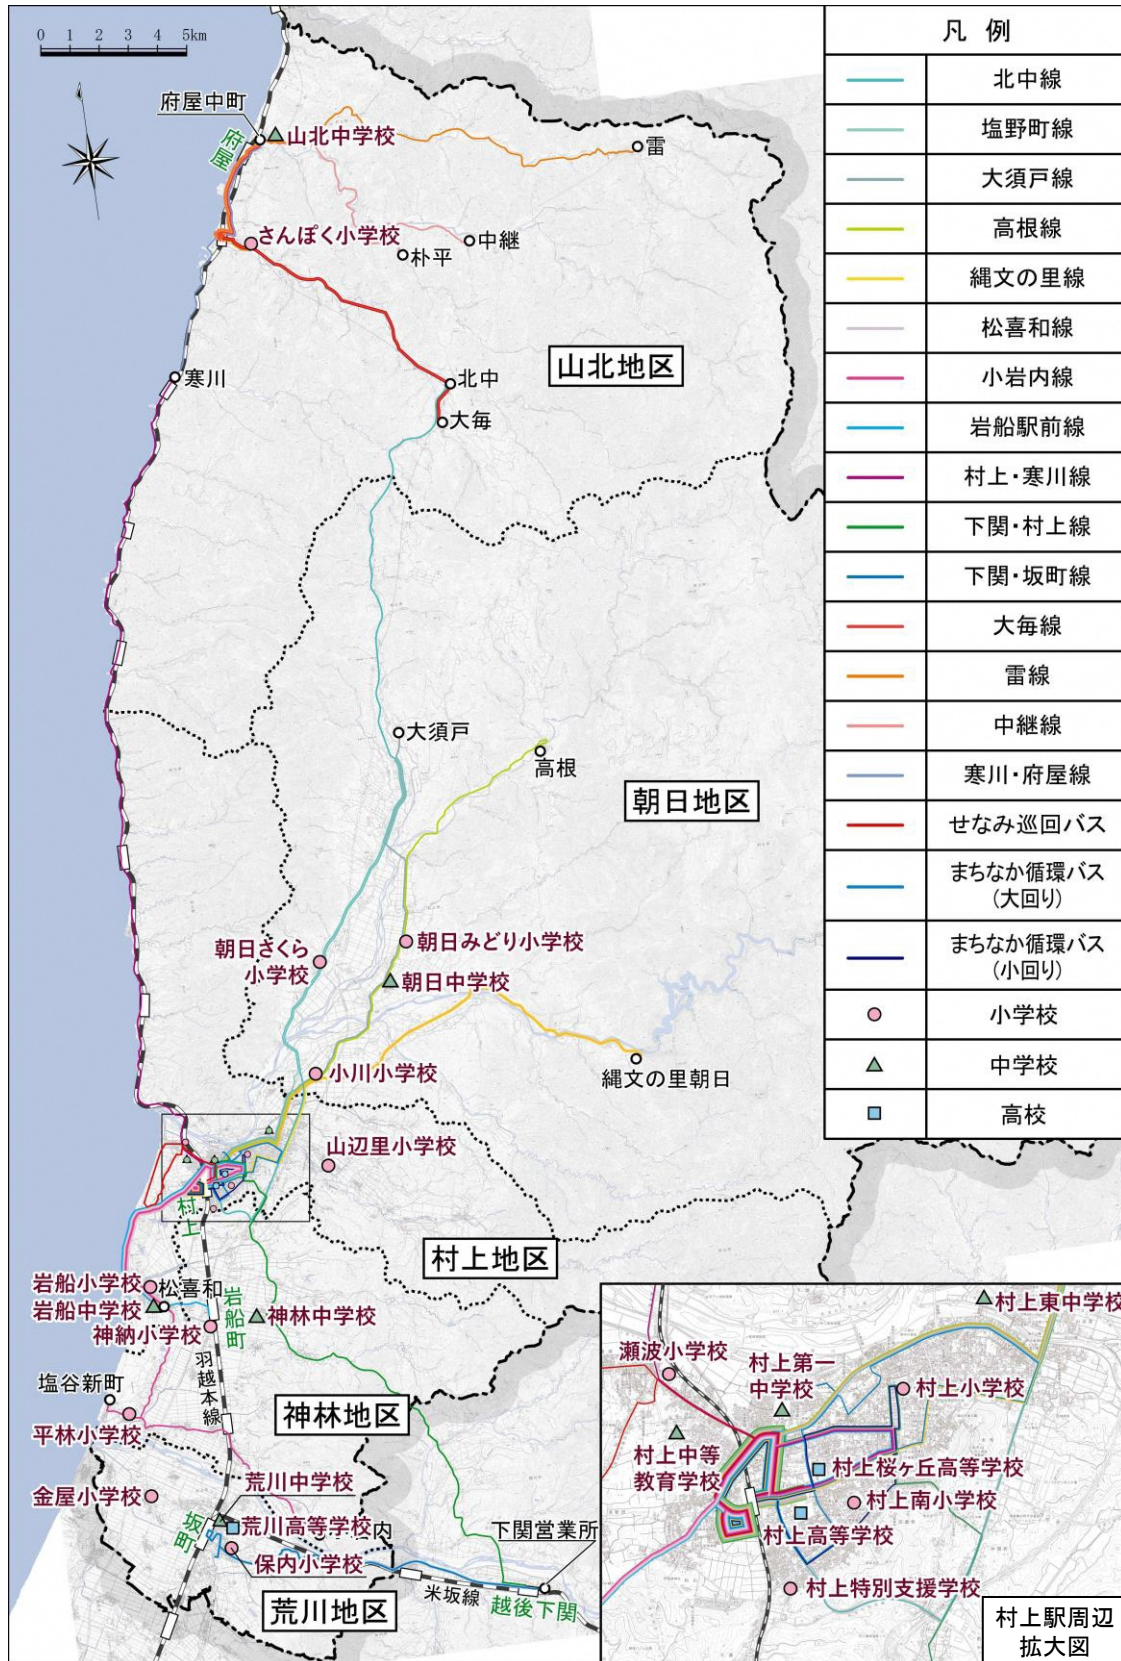 0 1 2 3 4 5km
府屋中町
府屋
山北中学校
雷
さんぽく小学校
中継
朴平
山北地区
寒川
北中
大毎
大須戸
高根
朝日地区
朝日さくら
小学校
朝日みどり小学校
朝日中学校
縄文の里朝日
小川小学校
山辺里小学校
村上
村上地区
岩船小学校
松喜和
岩船中学校
神納小学校
岩船町
神林中学校
羽越本線
塩谷新町
平林小学校
神林地区
金屋小学校
荒川中学校
坂町
荒川高等学校
内
保内小学校
下関営業所
米坂線
越後下関
荒川地区
凡 例
北中線
塩野町線
大須戸線
高根線
縄文の里線
松喜和線
小岩内線
岩船駅前線
村上・寒川線
下関・村上線
下関・坂町線
大毎線
雷線
中継線
寒川・府屋線
せなみ巡回バス
まちなか循環バス
(大回り)
まちなか循環バス
(小回り)
小学校
中学校
高校
村上東中学校
瀬波小学校
村上第一
中学校
村上小学校
村上中等
教育学校
村上桜ヶ丘高等学校
村上南小学校
村上高等学校
村上特別支援学校
村上駅周辺
拡大図